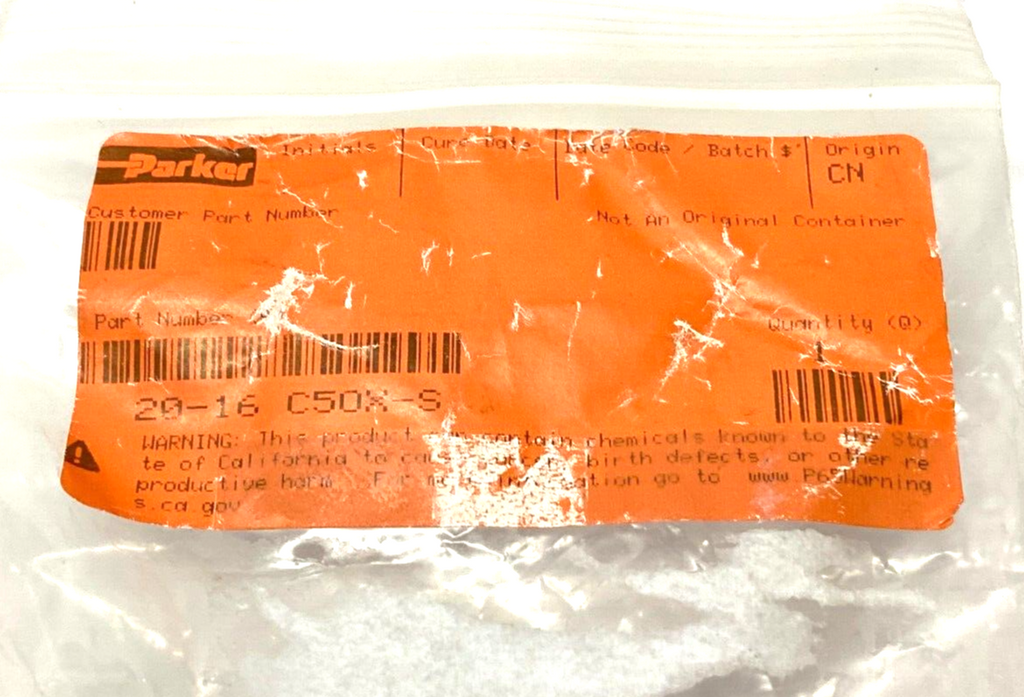 Parker
Initials Cure Date Code / Batch Origin
CN
Customer Part Number Not An Original Container
Part Number Quantity (Q)
1
20-16 C5OX-S
WARNING: This product contain chemicals known to the Sta
te of California to birth defects, or other re
productive harm. For go to www.P65Warning
s.ca.gov